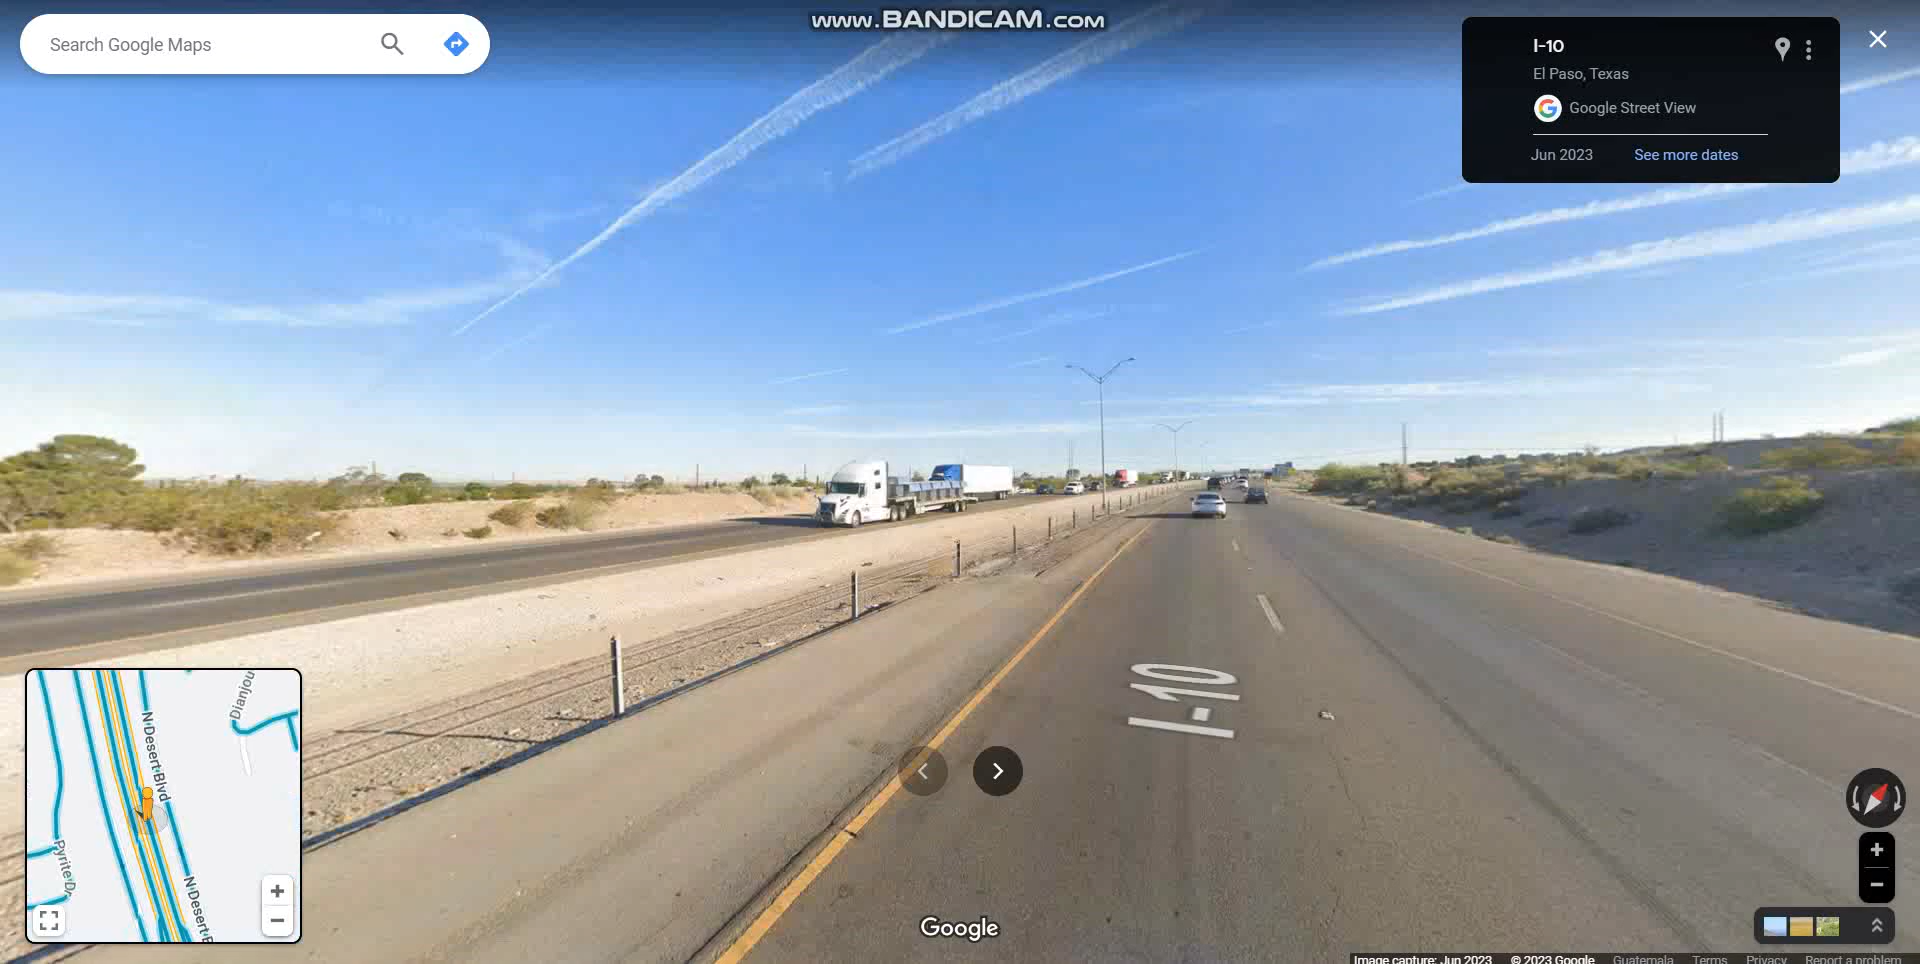 www.BANDICAM.com
Search Google Maps
I-10
El Paso, Texas
Google Street View
Jun 2023
See more dates
I-10
Dianjou
N Desert Blvd
Pyrite D
N Desert B
Google
Image capture: Jun 2023
© 2023 Google
Guatemala
Terms
Privacy
Report a problem